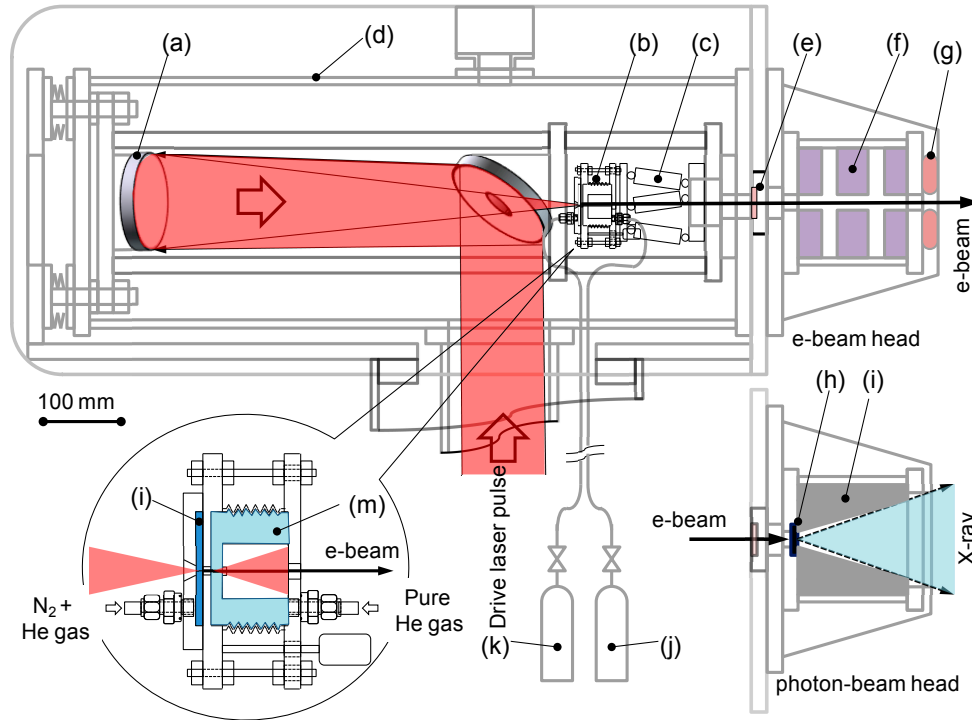 (a)
(d)
(b)
(c)
(e)
(f)
(g)
e-beam
e-beam head
100 mm
(h)
(i)
e-beam
X-ray
photon-beam head
Drive laser pulse
(k)
(j)
(i)
(m)
e-beam
N₂ +
He gas
Pure
He gas